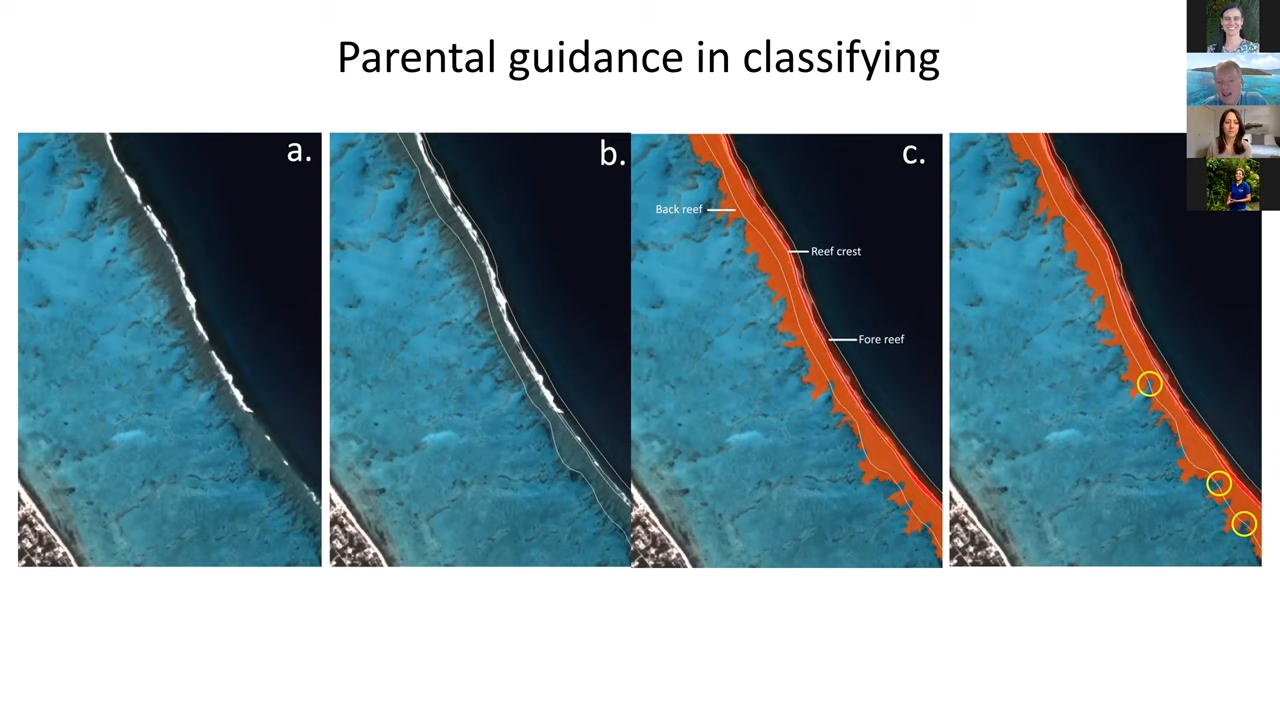 Parental guidance in classifying
a.
b.
c.
Back reef
Reef crest
Fore reef